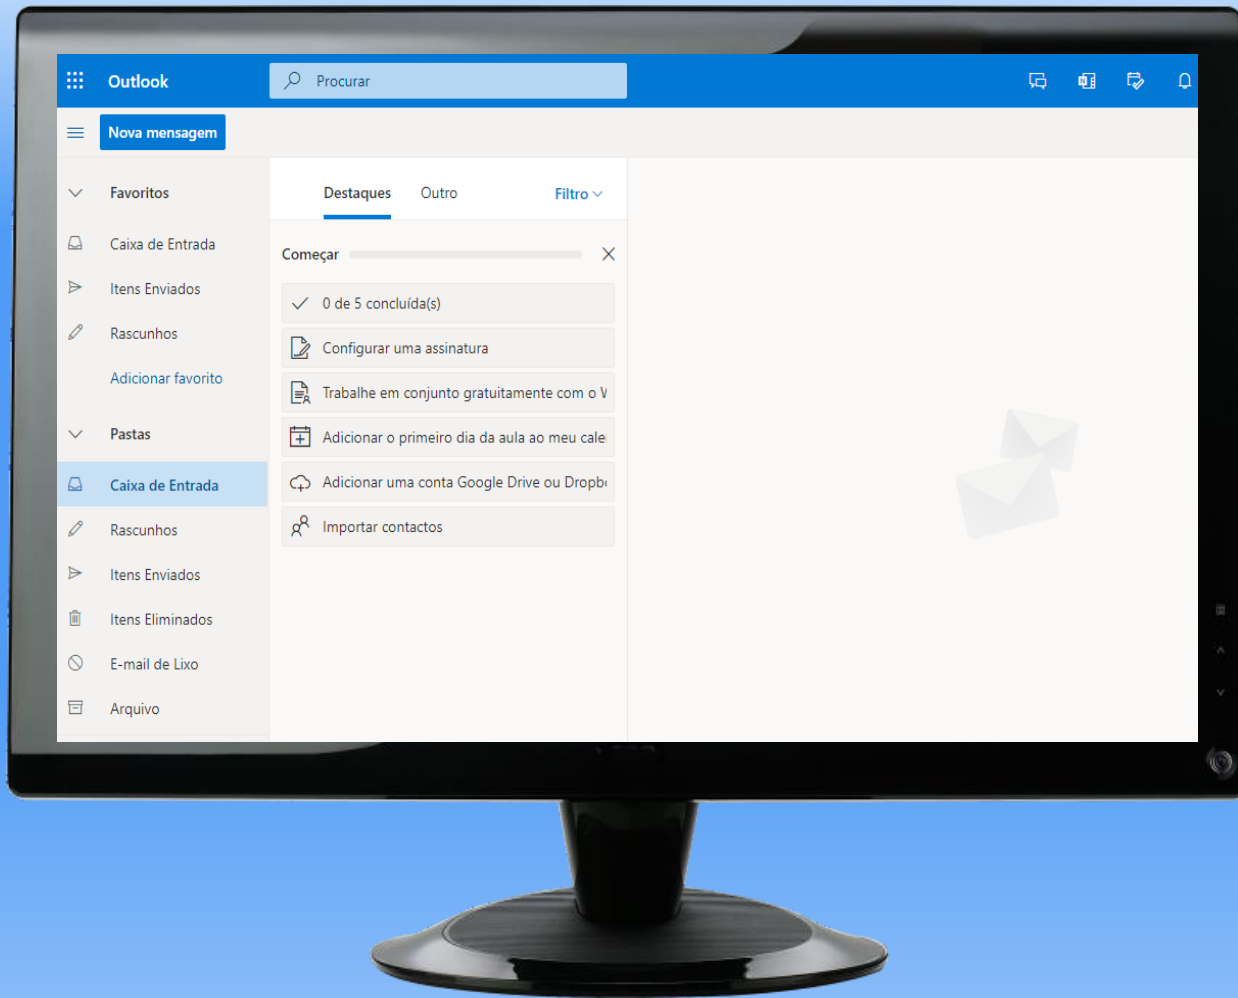 Outlook
Procurar
Nova mensagem
Favoritos
Caixa de Entrada
Itens Enviados
Rascunhos
Adicionar favorito
Pastas
Caixa de Entrada
Rascunhos
Itens Enviados
Itens Eliminados
E-mail de Lixo
Arquivo
Destaques Outro Filtro
Começar
0 de 5 concluída(s)
Configurar uma assinatura
Trabalhe em conjunto gratuitamente com o
Adicionar o primeiro dia da aula ao meu
Adicionar uma conta Google Drive ou
Importar contactos